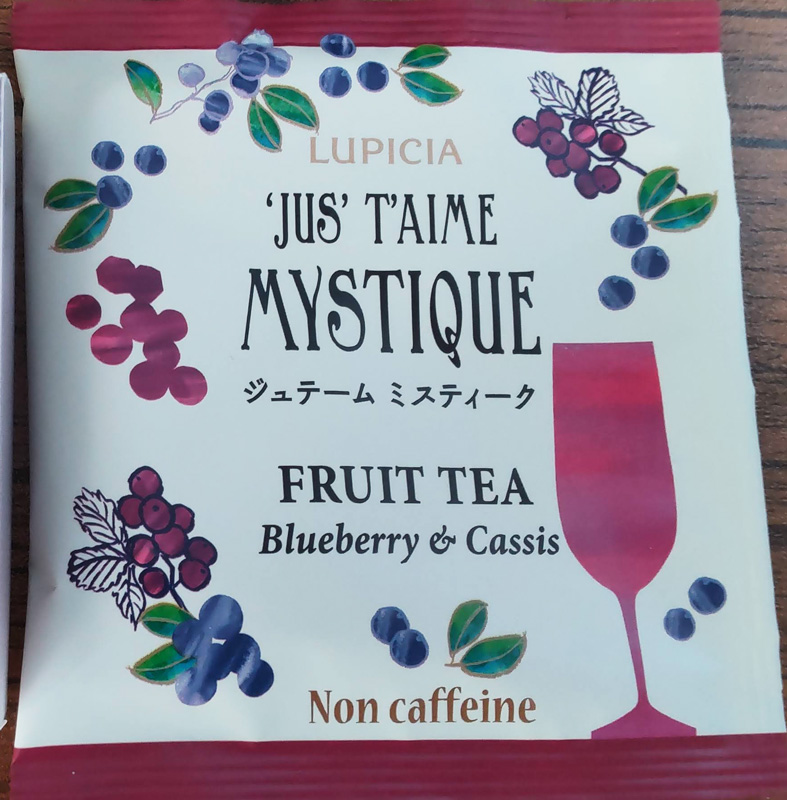 LUPICIA
‘JUS’ T’AIME
MYSTIQUE
ジュテーム ミスティーク
FRUIT TEA
Blueberry & Cassis
Non caffeine